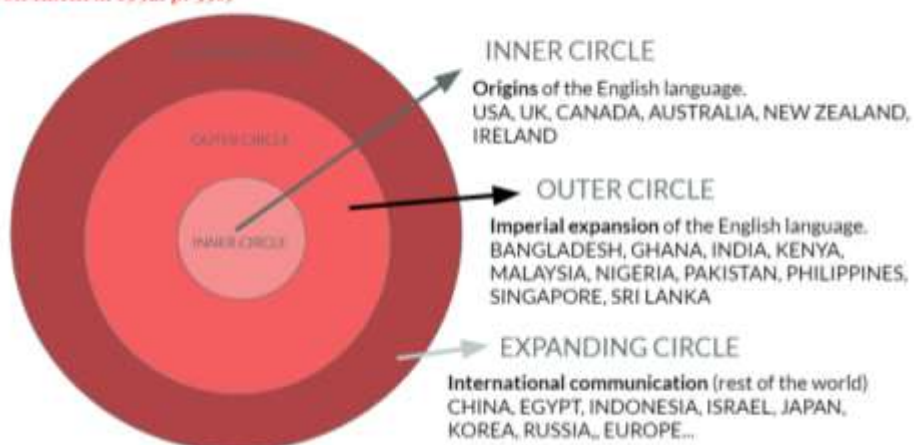 INNER CIRCLE
Origins of the English language.
USA, UK, CANADA, AUSTRALIA, NEW ZEALAND,
IRELAND
OUTER CIRCLE
OUTER CIRCLE
Imperial expansion of the English language.
BANGLADESH, GHANA, INDIA, KENYA,
MALAYSIA, NIGERIA, PAKISTAN, PHILIPPINES,
SINGAPORE, SRI LANKA
INNER CIRCLE
EXPANDING CIRCLE
International communication (rest of the world)
CHINA, EGYPT, INDONESIA, ISRAEL, JAPAN,
KOREA, RUSSIA,, EUROPE...